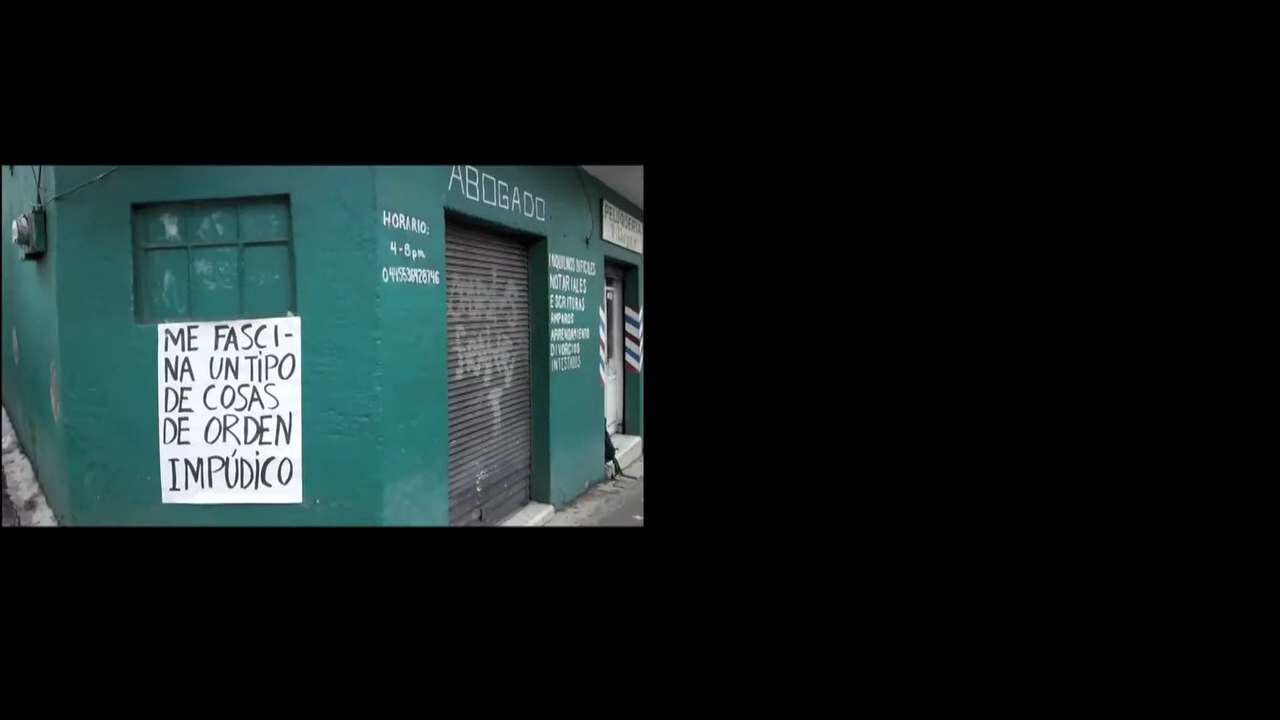 ME FASCI-
NA UN TIPO
DE COSAS
DE ORDEN
IMPÚDICO
HORARIO:
4-8 pm
ABOGADO
NOTARIALES
ESCRITURAS
AMPAROS
DIVORCIOS
INTESTADOS